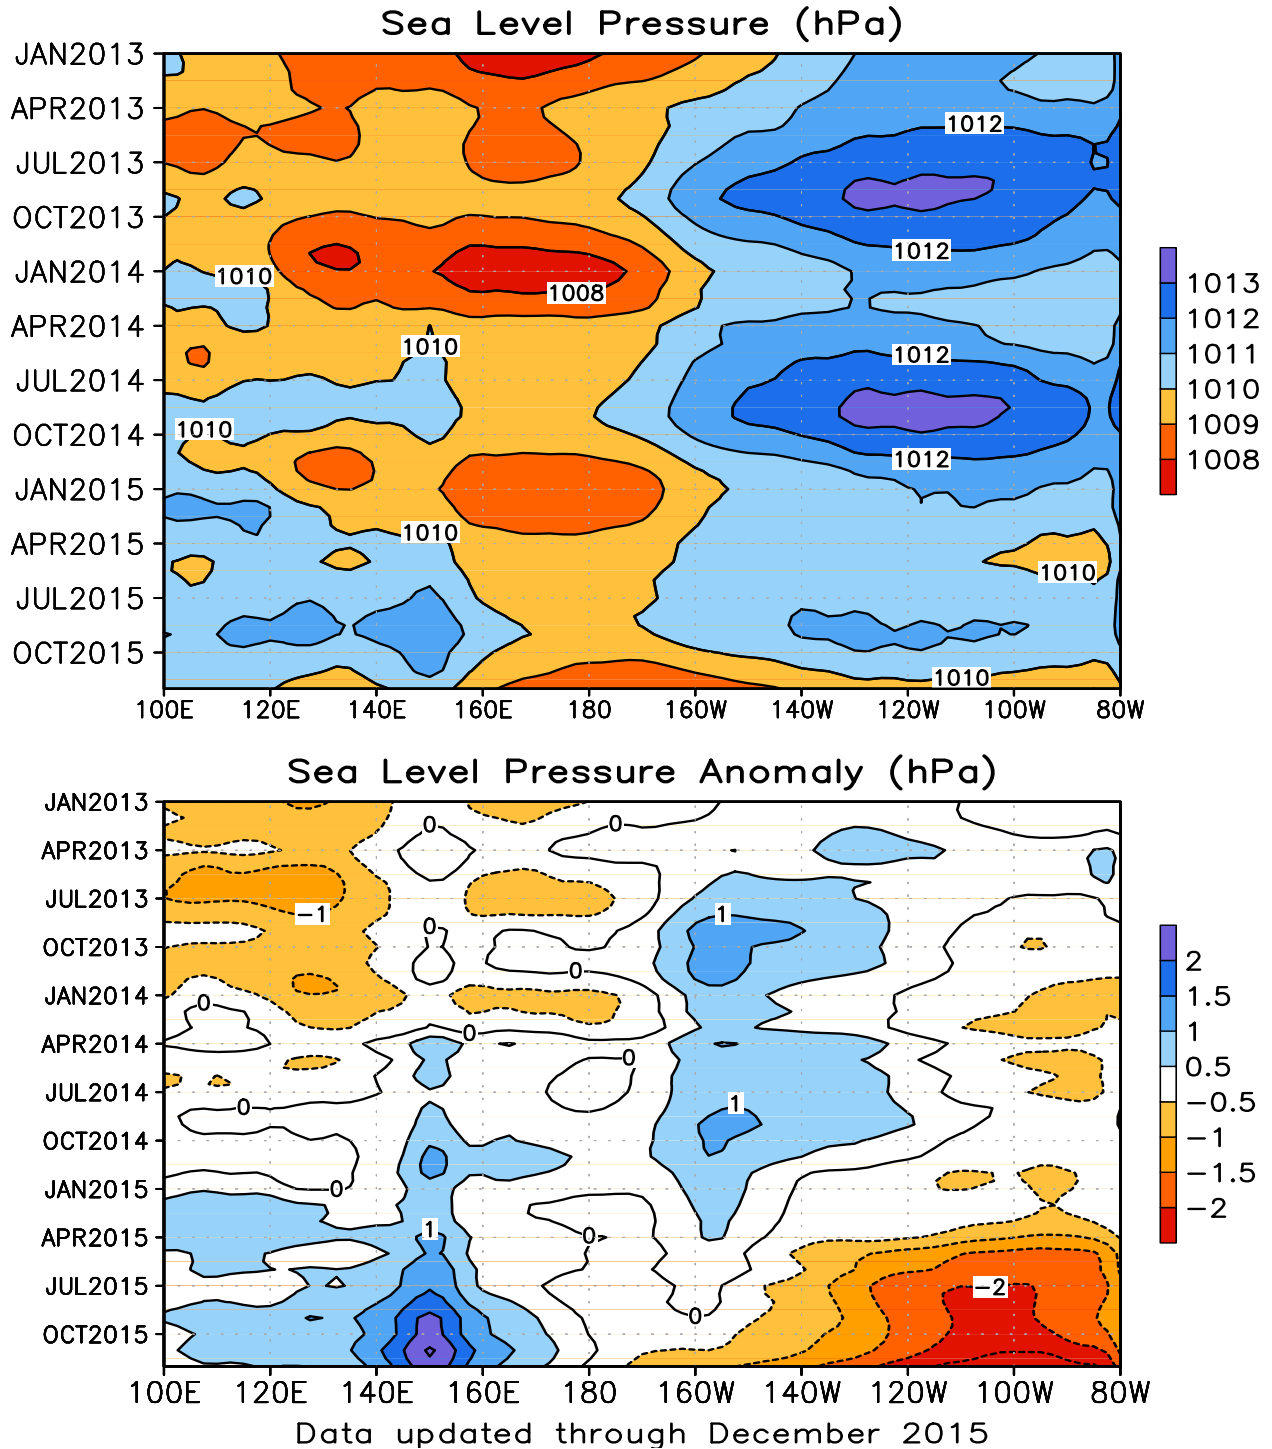 Sea Level Pressure (hPa)
JAN2013
APR2013
JUL2013
OCT2013
JAN2014
APR2014
JUL2014
OCT2014
JAN2015
APR2015
JUL2015
OCT2015
1012
1012
1010
1008
1010
1012
1010
1012
1010
1010
1010
100E 120E 140E 160E 180 160W 140W 120W 100W 80W
1013
1012
1011
1010
1009
1008
Sea Level Pressure Anomaly (hPa)
JAN2013
APR2013
JUL2013
OCT2013
JAN2014
APR2014
JUL2014
OCT2014
JAN2015
APR2015
JUL2015
OCT2015
0 0
-1 1
0
0
0
0
0
1
0
0
1
0
-2
0
100E 120E 140E 160E 180 160W 140W 120W 100W 80W
2
1.5
1
0.5
-0.5
-1
-1.5
-2
Data updated through December 2015